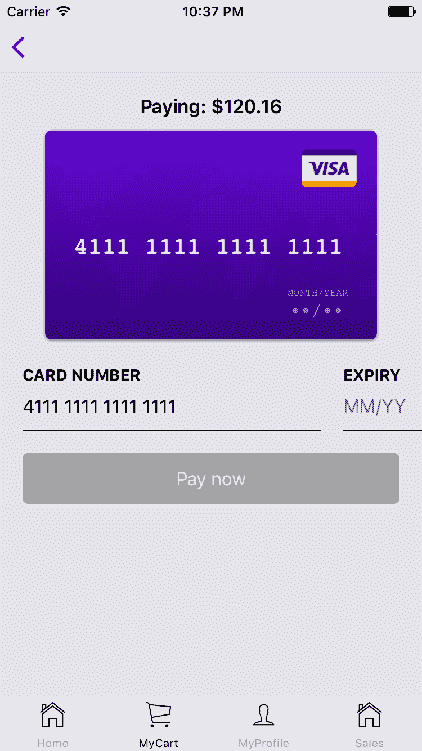 Carrier 10:37 PM
Paying: $120.16
VISA
4111 1111 1111 1111
MONTH/YEAR
••/••
CARD NUMBER EXPIRY
4111 1111 1111 1111 MM/YY
Pay now
Home MyCart MyProfile Sales